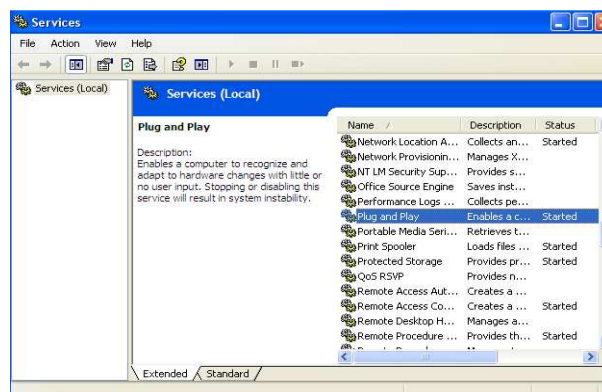 Services
File Action View Help
Services (Local)
Services (Local)
Plug and Play
Description:
Enables a computer to recognize and
adapt to hardware changes with little or
no user input. Stopping or disabling this
service will result in system instability.
Name Description Status
Network Location A... Collects an... Started
Network Provisionin... Manages X...
NT LM Security Sup... Provides s...
Office Source Engine Saves inst...
Performance Logs ... Collects pe...
Plug and Play Enables a c... Started
Portable Media Seri... Retrieves t...
Print Spooler Loads files ... Started
Protected Storage Provides pr... Started
QoS RSVP Provides n...
Remote Access Aut... Creates a ...
Remote Access Co... Creates a ... Started
Remote Desktop H... Manages a...
Remote Procedure ... Provides th... Started
Extended Standard